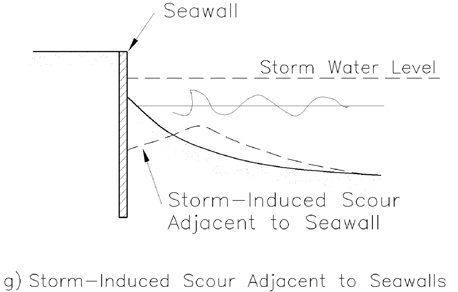 Seawall
Storm Water Level
Storm-Induced Scour
Adjacent to Seawall
g) Storm-Induced Scour Adjacent to Seawalls